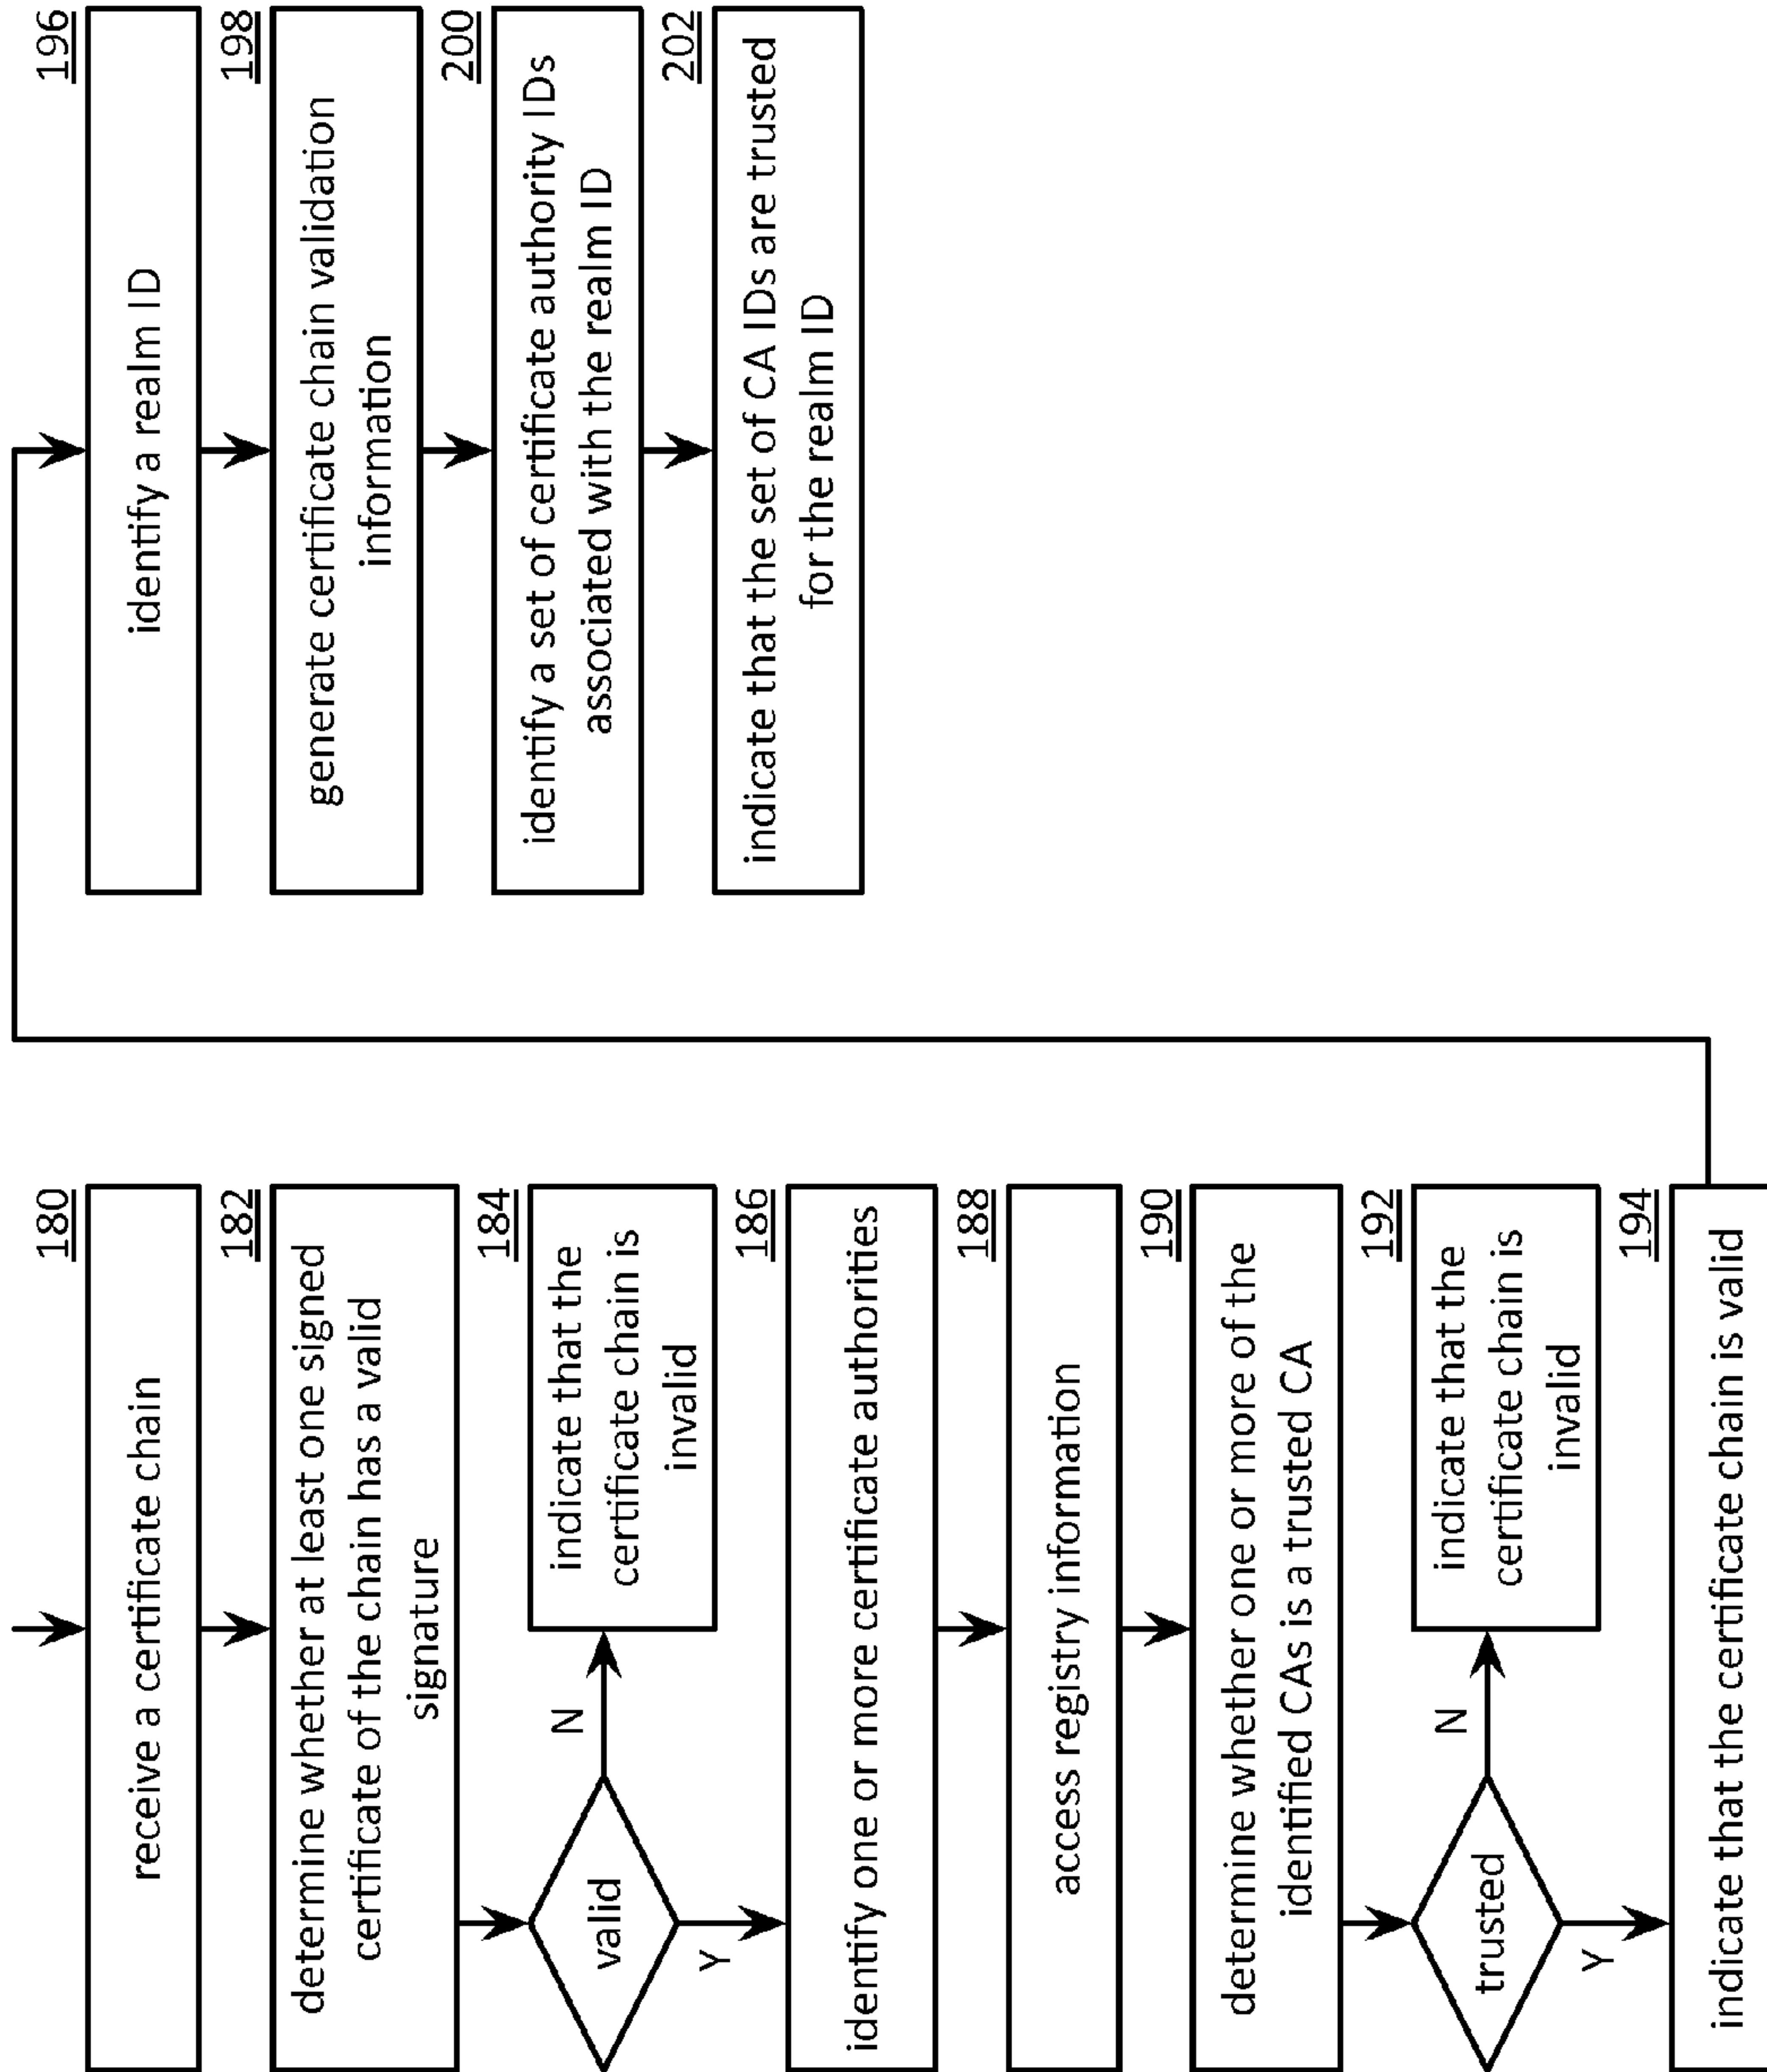 180
receive a certificate chain
182
determine whether at least one signed
certificate of the chain has a valid
signature
valid
N
Y
184
indicate that the
certificate chain is
invalid
186
identify one or more certificate authorities
188
access registry information
190
determine whether one or more of the
identified CAs is a trusted CA
trusted
N
Y
192
indicate that the
certificate chain is
invalid
194
indicate that the certificate chain is valid
196
identify a realm ID
198
generate certificate chain validation
information
200
identify a set of certificate authority IDs
associated with the realm ID
202
indicate that the set of CA IDs are trusted
for the realm ID